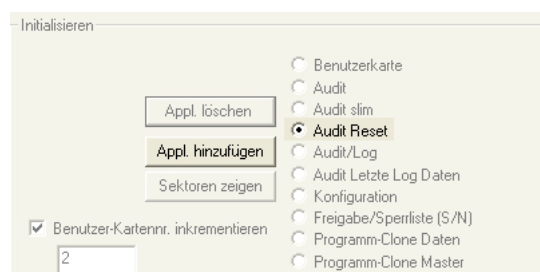 Initialisieren
Appl. löschen
Appl. hinzufügen
Sektoren zeigen
Benutzer-Kartennr. inkrementieren
2
Benutzerkarte
Audit
Audit slim
Audit Reset
Audit/Log
Audit Letzte Log Daten
Konfiguration
Freigabe/Sperrliste (S/N)
Programm-Clone Daten
Programm-Clone Master